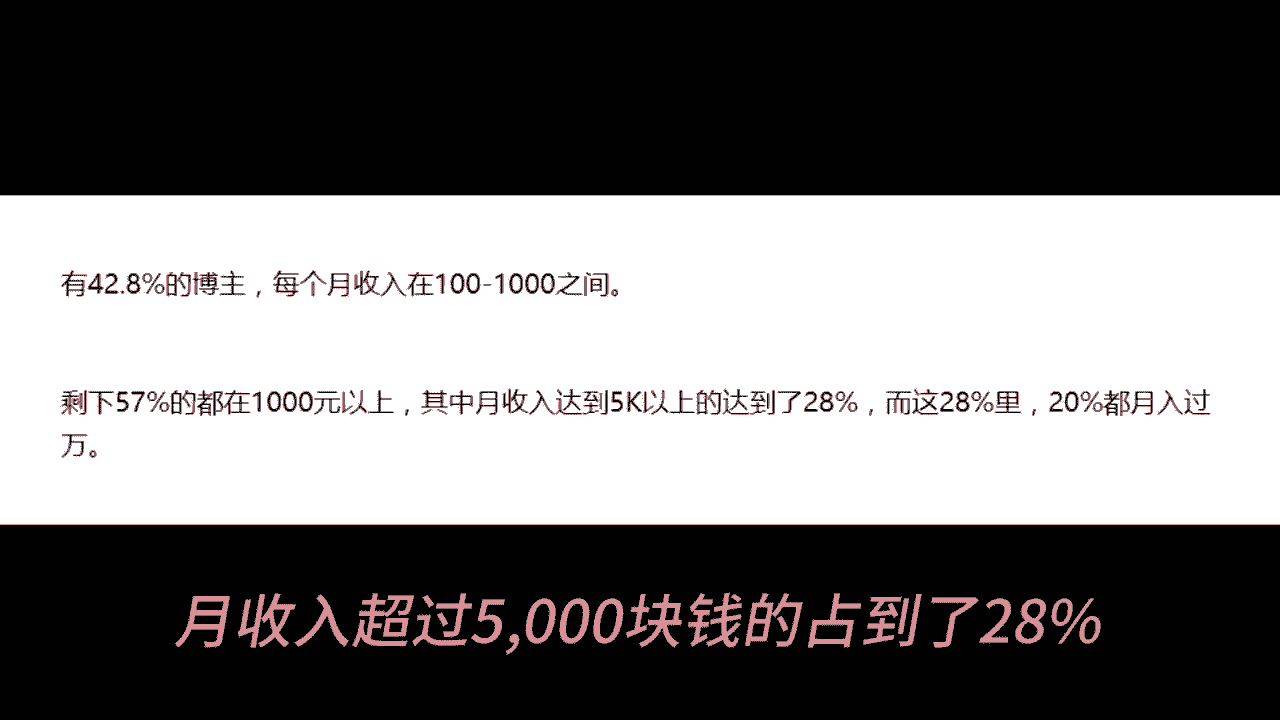 有42.8%的博主，每个月收入在100-1000之间。
剩下57%的都在1000元以上，其中月收入达到5K以上的达到了28%，而这28%里，20%都月入过
万。
月收入超过5,000块钱的占到了28%